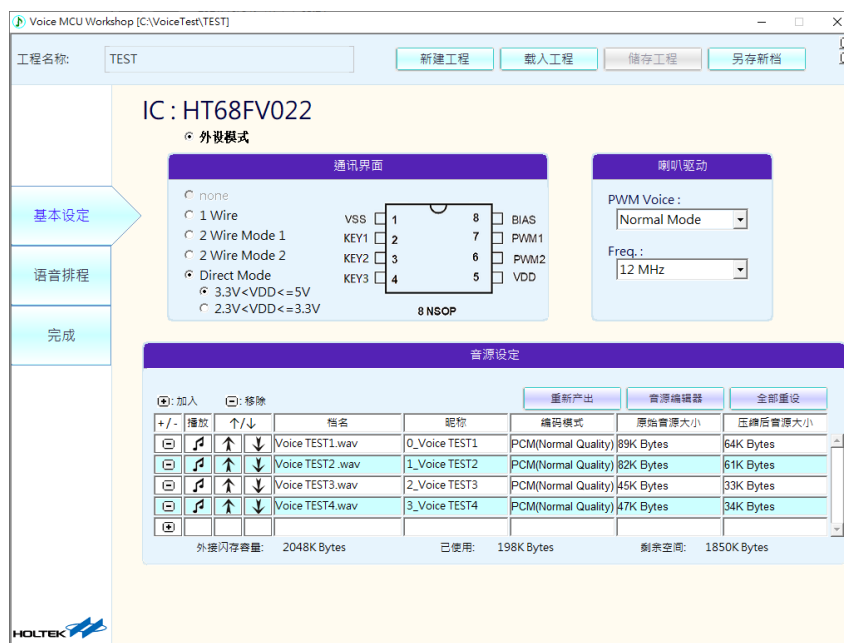 Voice MCU Workshop [C:\VoiceTest\TEST]
工程名称: TEST 新建工程 载入工程 储存工程 另存新档
IC : HT68FV022
外设模式
通讯界面
none
1 Wire
2 Wire Mode 1
2 Wire Mode 2
Direct Mode
3.3V<VDD<=5V
2.3V<VDD<=3.3V
VSS 1 8 BIAS
KEY1 2 7 PWM1
KEY2 3 6 PWM2
KEY3 4 5 VDD
8 NSOP
喇叭驱动
PWM Voice :
Normal Mode
Freq. :
12 MHz
基本设定
语音排程
完成
音源设定
+: 加入 -: 移除 重新产出 音源编辑器 全部重设
+/- 播放 个/↓ 档名 昵称 编码模式 原始音源大小 压缩后音源大小
Voice TEST1.wav 0_Voice TEST1 PCM(Normal Quality) 89K Bytes 64K Bytes
Voice TEST2 .wav 1_Voice TEST2 PCM(Normal Quality) 82K Bytes 61K Bytes
Voice TEST3.wav 2_Voice TEST3 PCM(Normal Quality) 45K Bytes 33K Bytes
Voice TEST4.wav 3_Voice TEST4 PCM(Normal Quality) 47K Bytes 34K Bytes
外接闪存容量: 2048K Bytes 已使用: 198K Bytes 剩余空间: 1850K Bytes
HOLTEK